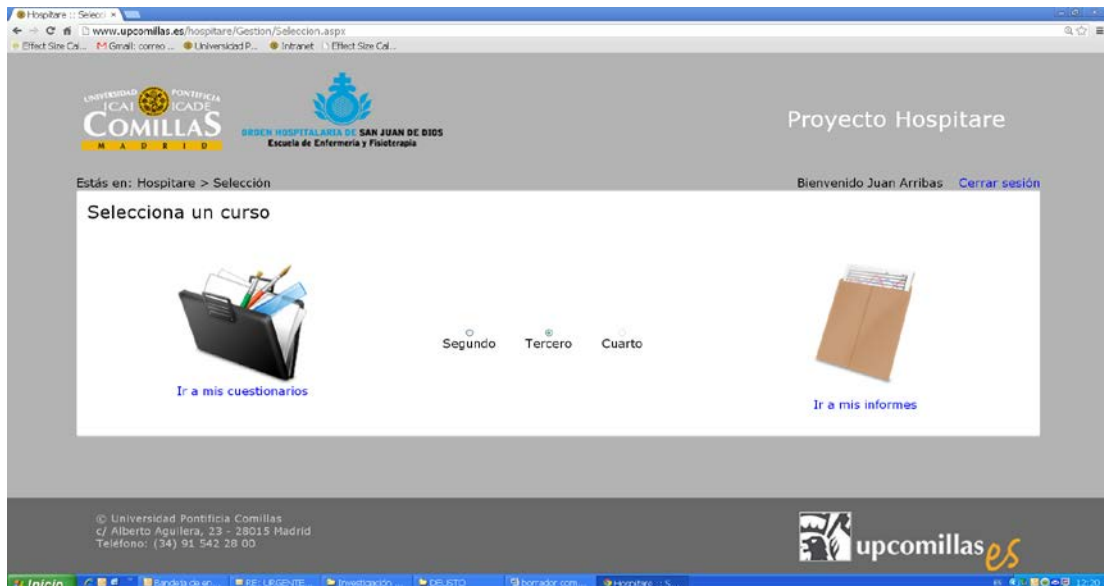 Hospitare :: Selecci
www.upcomillas.es/hospitare/Gestion/Seleccion.aspx
Effect Size Cal... Gmail: correo ... Universidad P... Intranet Effect Size Cal...
UNIVERSIDAD PONTIFICIA
ICAI ICADE
COMILLAS
MADRID
ORDEN HOSPITALARIA DE SAN JUAN DE DIOS
Escuela de Enfermería y Fisioterapia
Proyecto Hospitare
Estás en: Hospitare > Selección
Bienvenido Juan Arribas Cerrar sesión
Selecciona un curso
Segundo Tercero Cuarto
Ir a mis cuestionarios
Ir a mis informes
© Universidad Pontificia Comillas
c/ Alberto Aguilera, 23 - 28015 Madrid
Teléfono: (34) 91 542 28 00
upcomillas es
Inicio Bandeja de en... RE: URGENTE... Investigación ... borrador com... Hospitare :: S... ES 12:20